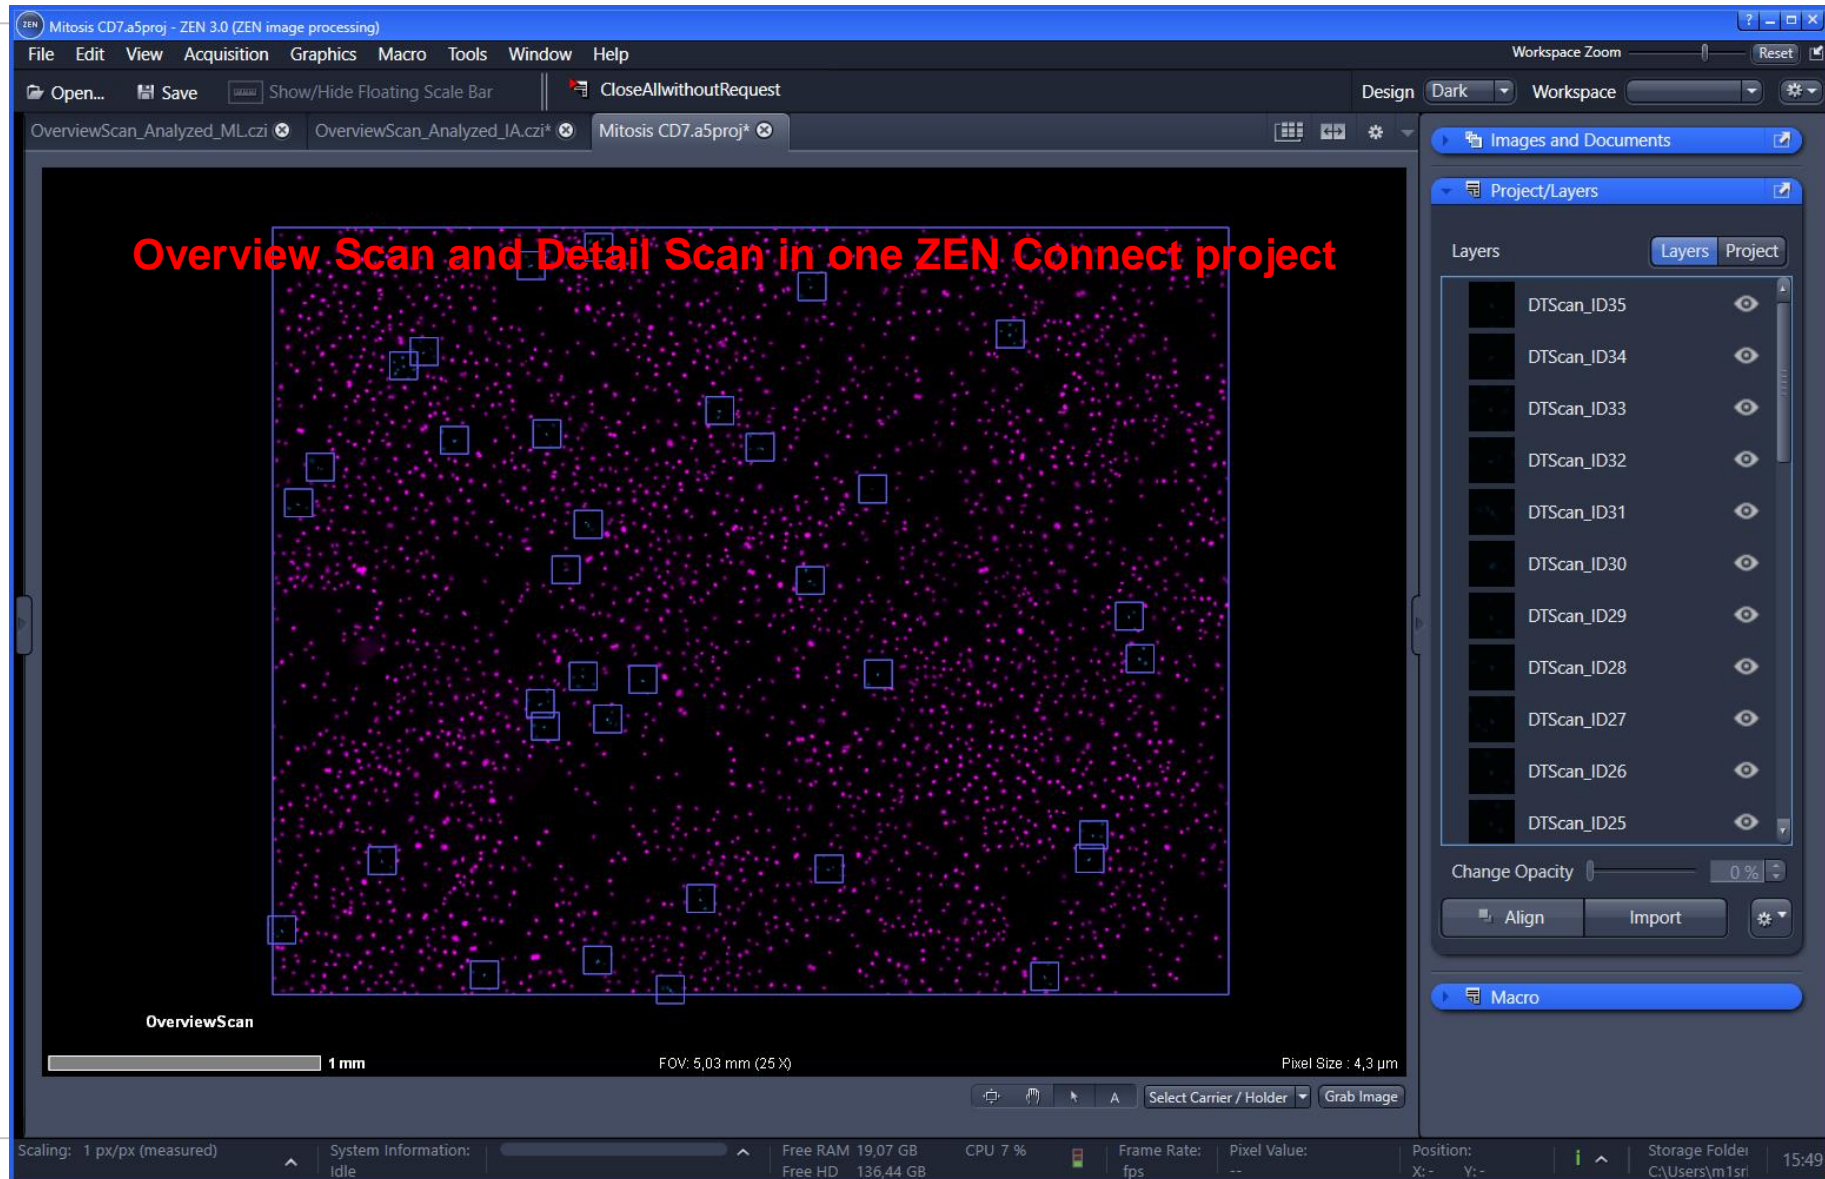 ZEN Mitosis CD7.a5proj - ZEN 3.0 (ZEN image processing) ?
File Edit View Acquisition Graphics Macro Tools Window Help Workspace Zoom Reset
Open... Save Show/Hide Floating Scale Bar CloseAllwithoutRequest Design Dark Workspace
OverviewScan_Analyzed_ML.czi OverviewScan_Analyzed_IA.czi* Mitosis CD7.a5proj*
Images and Documents
Project/Layers
Overview Scan and Detail Scan in one ZEN Connect project
Layers Layers Project
DTScan_ID35
DTScan_ID34
DTScan_ID33
DTScan_ID32
DTScan_ID31
DTScan_ID30
DTScan_ID29
DTScan_ID28
DTScan_ID27
DTScan_ID26
DTScan_ID25
Change Opacity 0 %
Align Import
Macro
OverviewScan
1 mm FOV: 5,03 mm (25 X) Pixel Size : 4,3 µm
A Select Carrier / Holder Grab Image
Scaling: 1 px/px (measured) System Information: Free RAM 19,07 GB CPU 7 % Frame Rate: Pixel Value: Position: Storage Folder 15:49
Idle Free HD 136,44 GB fps -- X: - Y: - C:\Users\m1sr